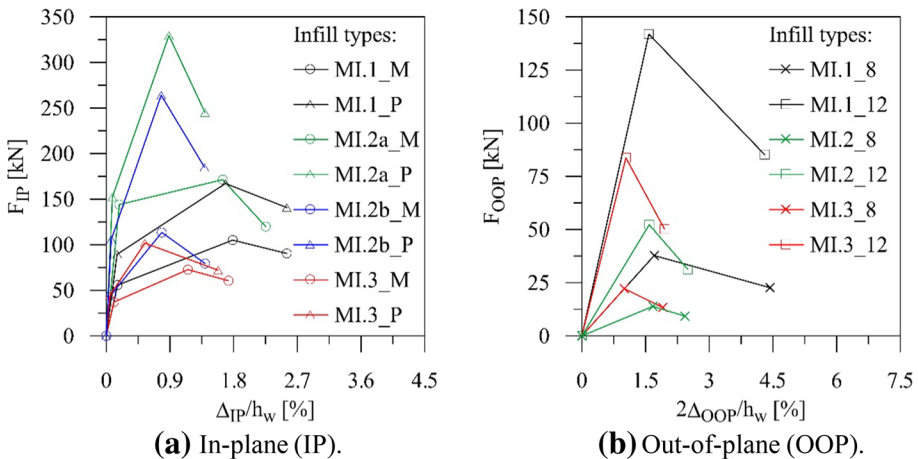 350
300
250
200
150
100
50
0
F_IP [kN]
0 0.9 1.8 2.7 3.6 4.5
Δ_IP/h_w [%]
Infill types:
MI.1_M
MI.1_P
MI.2a_M
MI.2a_P
MI.2b_M
MI.2b_P
MI.3_M
MI.3_P
(a) In-plane (IP).
150
125
100
75
50
25
0
F_OOP [kN]
0 1.5 3 4.5 6 7.5
2Δ_OOP/h_w [%]
Infill types:
MI.1_8
MI.1_12
MI.2_8
MI.2_12
MI.3_8
MI.3_12
(b) Out-of-plane (OOP).